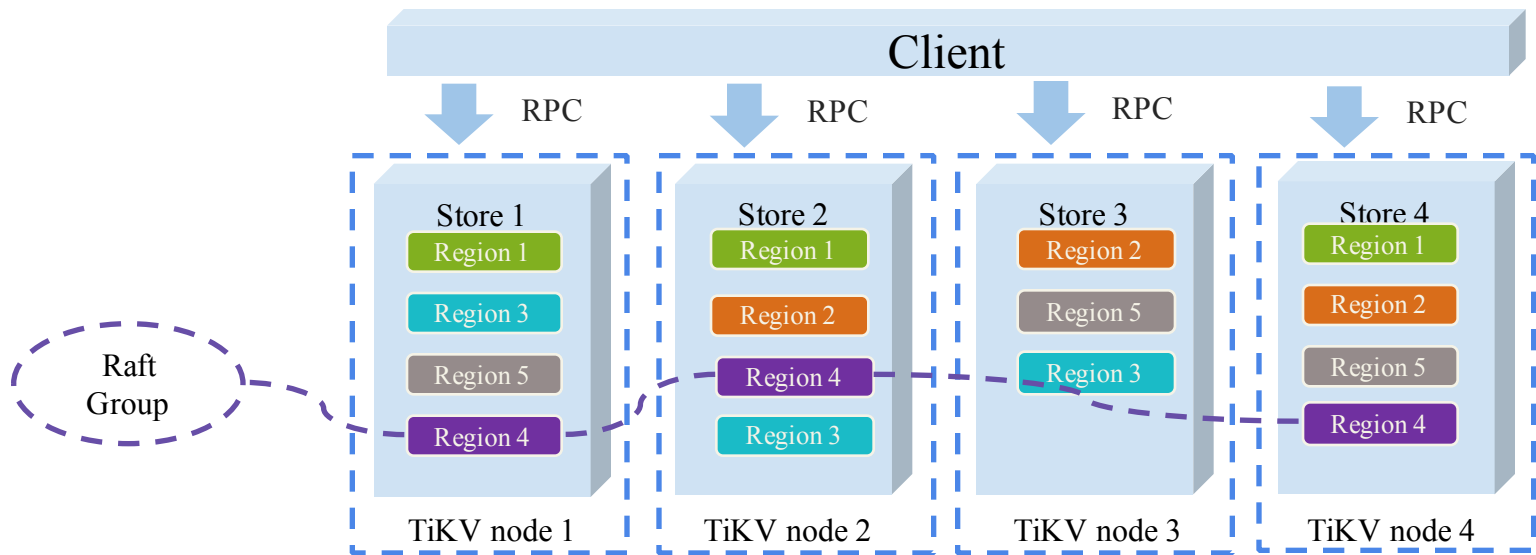 Client
RPC
RPC
RPC
RPC
Store 1
Region 1
Region 3
Region 5
Region 4
TiKV node 1
Store 2
Region 1
Region 2
Region 4
Region 3
TiKV node 2
Store 3
Region 2
Region 5
Region 3
TiKV node 3
Store 4
Region 1
Region 2
Region 5
Region 4
TiKV node 4
Raft
Group